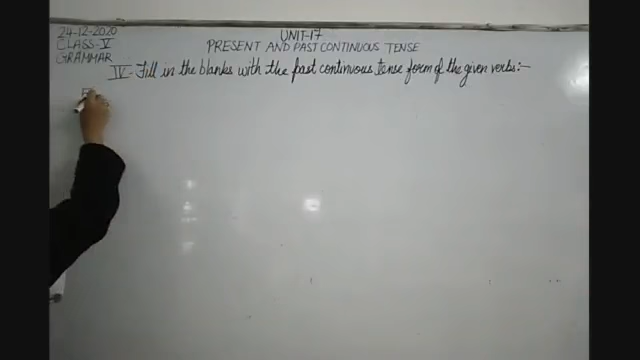 24-12-2020
CLASS-V
GRAMMAR
UNIT-17
PRESENT AND PAST CONTINUOUS TENSE
IV- Fill in the blanks with the past continuous tense form of the given verbs:-